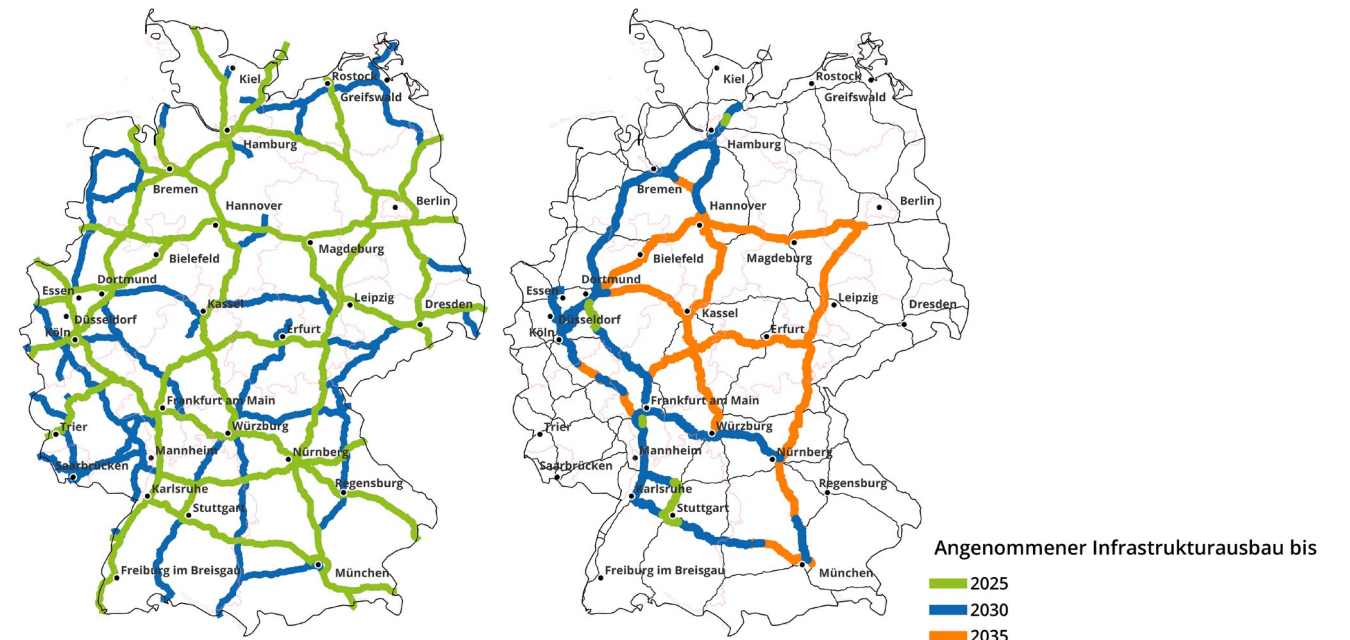 Kiel
Rostock
Greifswald
Hamburg
Bremen
Berlin
Hannover
Magdeburg
Bielefeld
Dortmund
Essen
Leipzig
Dresden
Kassel
Düsseldorf
Köln
Erfurt
Frankfurt am Main
Trier
Würzburg
Mannheim
Nürnberg
Saarbrücken
Regensburg
Karlsruhe
Stuttgart
Freiburg im Breisgau
München
Kiel
Rostock
Greifswald
Hamburg
Bremen
Berlin
Hannover
Bielefeld
Magdeburg
Dortmund
Essen
Leipzig
Dresden
Kassel
Düsseldorf
Köln
Erfurt
Frankfurt am Main
Trier
Würzburg
Mannheim
Nürnberg
Saarbrücken
Regensburg
Karlsruhe
Stuttgart
Freiburg im Breisgau
München
Angenommener Infrastrukturausbau bis
2025
2030
2035